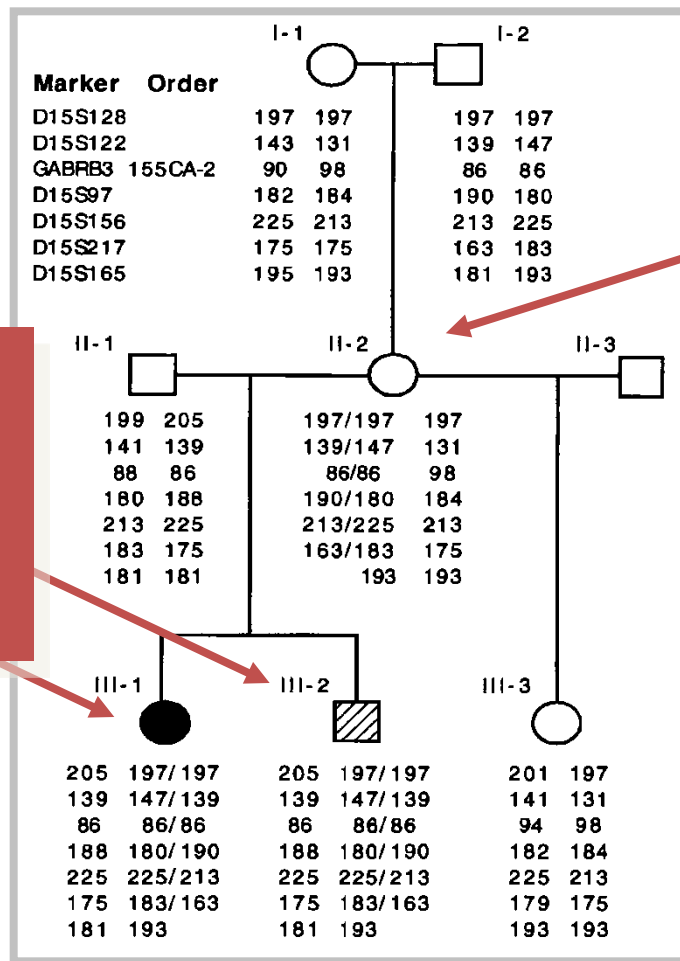 I-1 I-2
Marker Order
D15S128 197 197 197 197
D15S122 143 131 139 147
GABRB3 155CA-2 90 98 86 86
D15S97 182 184 190 180
D15S156 225 213 213 225
D15S217 175 175 163 183
D15S165 195 193 181 193
II-1 II-2 II-3
199 205 197/197 197
141 139 139/147 131
88 86 86/86 98
180 188 190/180 184
213 225 213/225 213
183 175 163/183 175
181 181 193 193
III-1 III-2 III-3
205 197/197 205 197/197 201 197
139 147/139 139 147/139 141 131
86 86/86 86 86/86 94 98
188 180/190 188 180/190 182 184
225 225/213 225 225/213 225 213
175 183/163 175 183/163 179 175
181 193 181 193 193 193